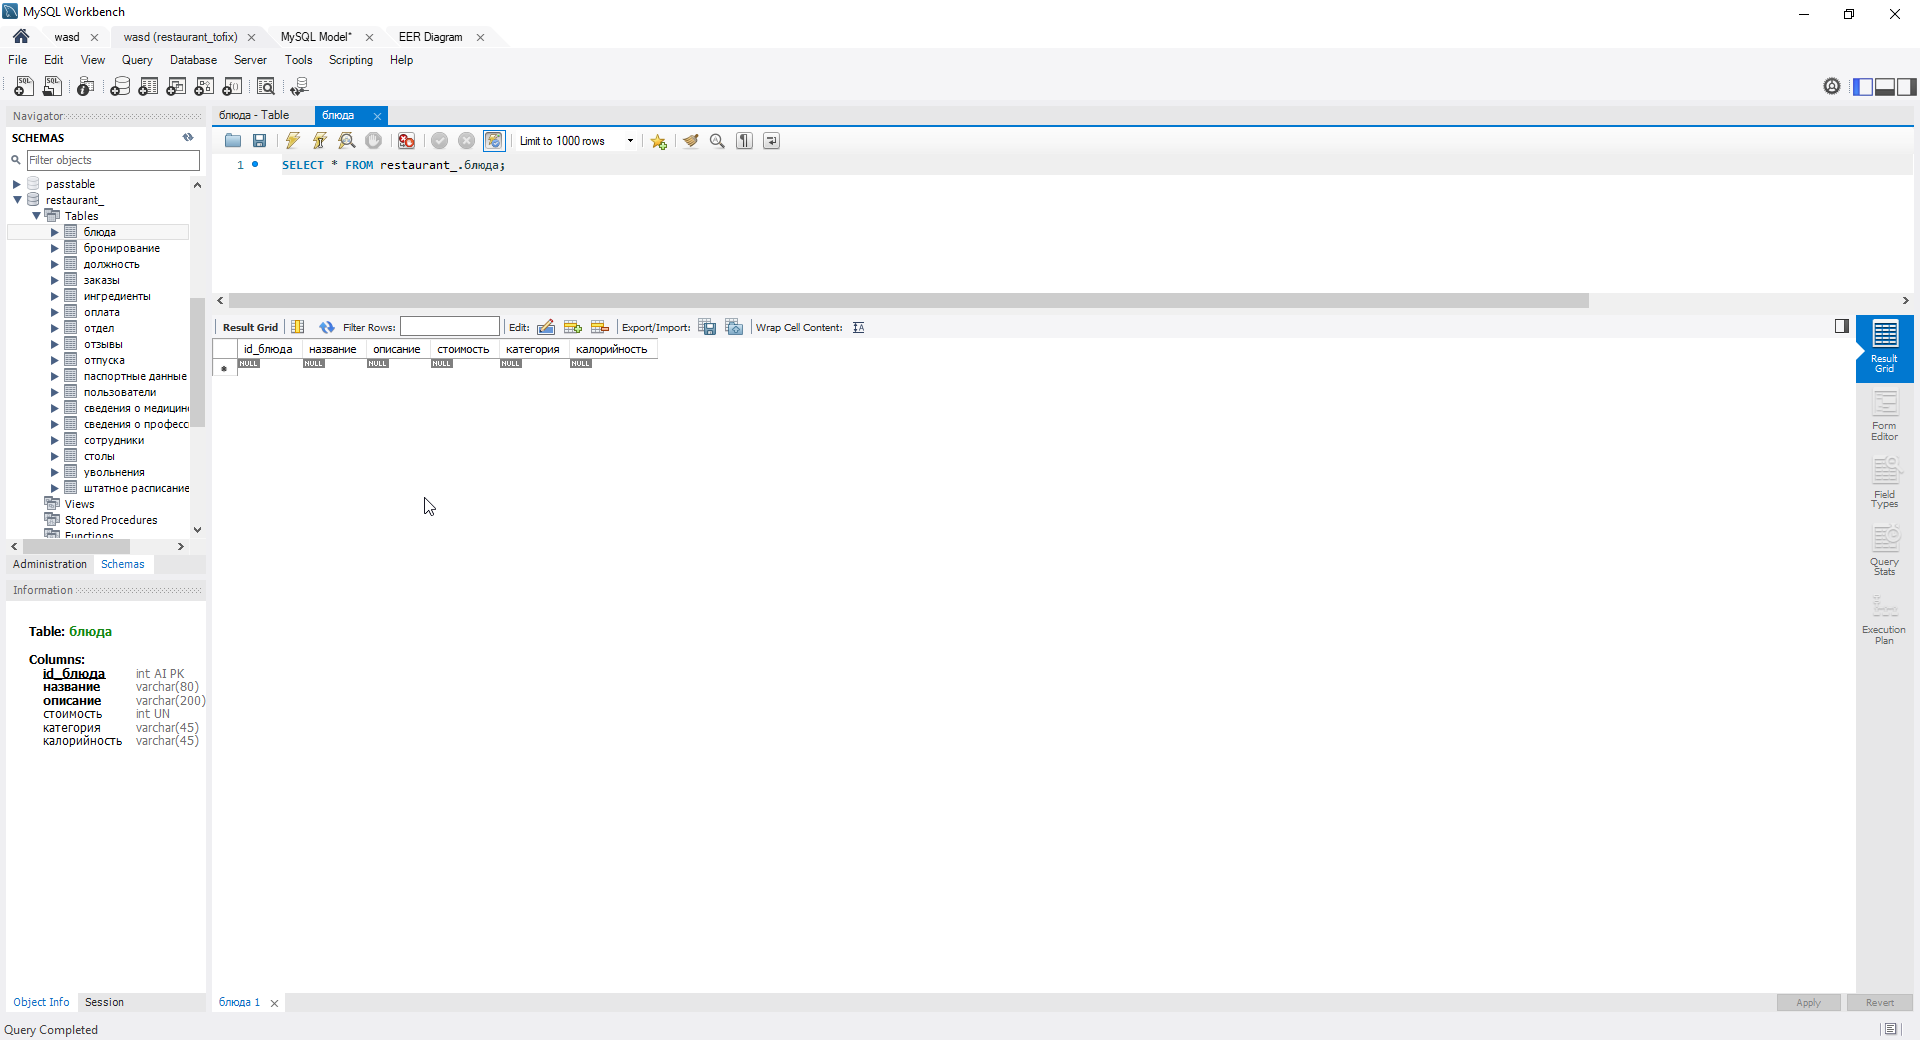 MySQL Workbench
wasd
wasd (restaurant_tofix)
MySQL Model*
EER Diagram
File Edit View Query Database Server Tools Scripting Help
Navigator
SCHEMAS
Filter objects
passtable
restaurant_
Tables
блюда
бронирование
должность
заказы
ингредиенты
оплата
отдел
отзывы
отпуска
паспортные данные
пользователи
сведения о медицин
сведения о професс
сотрудники
столы
увольнения
штатное расписание
Views
Stored Procedures
Functions
Administration Schemas
Information
Table: блюда
Columns:
id_блюда int AI PK
название varchar(80)
описание varchar(200)
стоимость int UN
категория varchar(45)
калорийность varchar(45)
Object Info Session
Query Completed
блюда - Table
блюда
Limit to 1000 rows
1 SELECT * FROM restaurant_.блюда;
Result Grid Filter Rows: Edit: Export/Import: Wrap Cell Content:
id_блюда название описание стоимость категория калорийность
NULL NULL NULL NULL NULL NULL
Result
Grid
Form
Editor
Field
Types
Query
Stats
Execution
Plan
блюда 1
Apply Revert